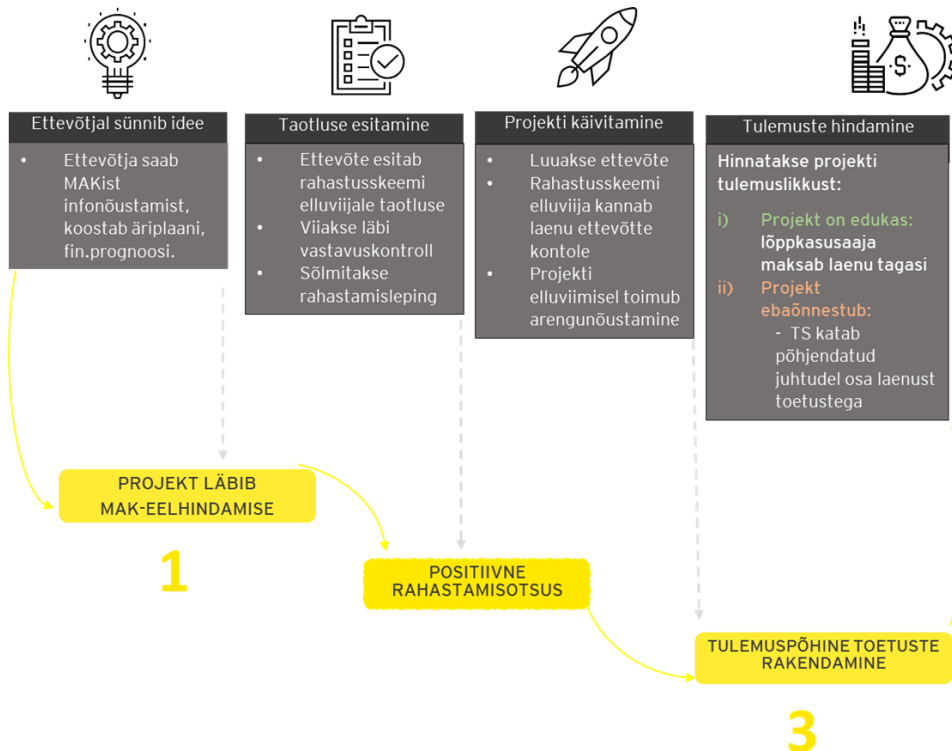 Ettevõtjal sünnib idee
• Ettevõtja saab
MAKist
infonõustamist,
koostab äriplaani,
fin.prognoosi.
Taotluse esitamine
• Ettevõte esitab
rahastusskeemi
elluviijale taotluse
• Viiakse läbi
vastavuskontroll
• Sõlmitakse
rahastamisleping
Projekti käivitamine
• Luuakse ettevõte
• Rahastusskeemi
elluviija kannab
laenu ettevõtte
kontole
• Projekti
elluviimisel toimub
arengunõustamine
$
Tulemuste hindamine
Hinnatakse projekti
tulemuslikkust:
i) Projekt on edukas:
lõppkasusaaja
maksab laenu tagasi
ii) Projekt
ebaõnnestub:
- TS katab
põhjendatud
juhtudel osa laenust
toetustega
PROJEKT LÄBIB
MAK-EELHINDAMISE
1
POSITIIVNE
RAHASTAMISOTSUS
TULEMUSPÕHINE TOETUSTE
RAKENDAMINE
3